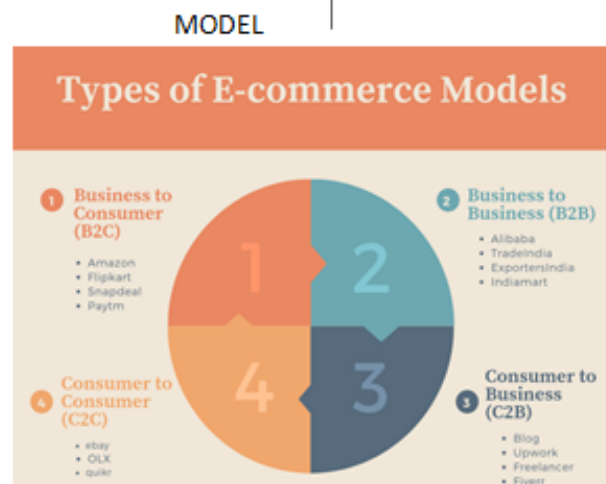 MODEL
Types of E-commerce Models
1
Business to
Consumer
(B2C)
Amazon
Flipkart
Snapdeal
Paytm
2
Business to
Business (B2B)
Alibaba
TradeIndia
ExportersIndia
Indiamart
1
2
4
3
4
Consumer to
Consumer
(C2C)
ebay
OLX
quikr
3
Consumer to
Business
(C2B)
Blog
Upwork
Freelancer
Fiverr